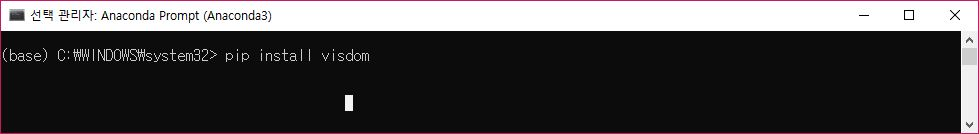 선택 관리자: Anaconda Prompt (Anaconda3)
(base) C:₩WINDOWS₩system32> pip install visdom